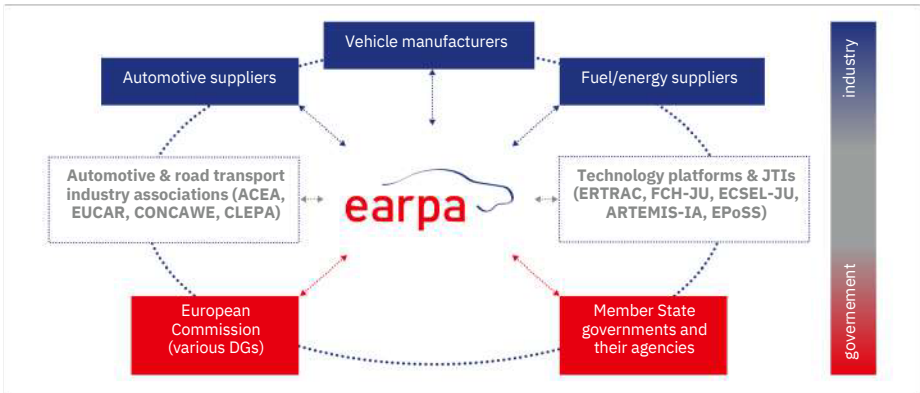 Vehicle manufacturers
Automotive suppliers
Fuel/energy suppliers
industry
Automotive & road transport
industry associations (ACEA,
EUCAR, CONCAWE, CLEPA)
earpa
Technology platforms & JTIs
(ERTRAC, FCH-JU, ECSEL-JU,
ARTEMIS-IA, EPoSS)
European
Commission
(various DGs)
Member State
governments and
their agencies
governement